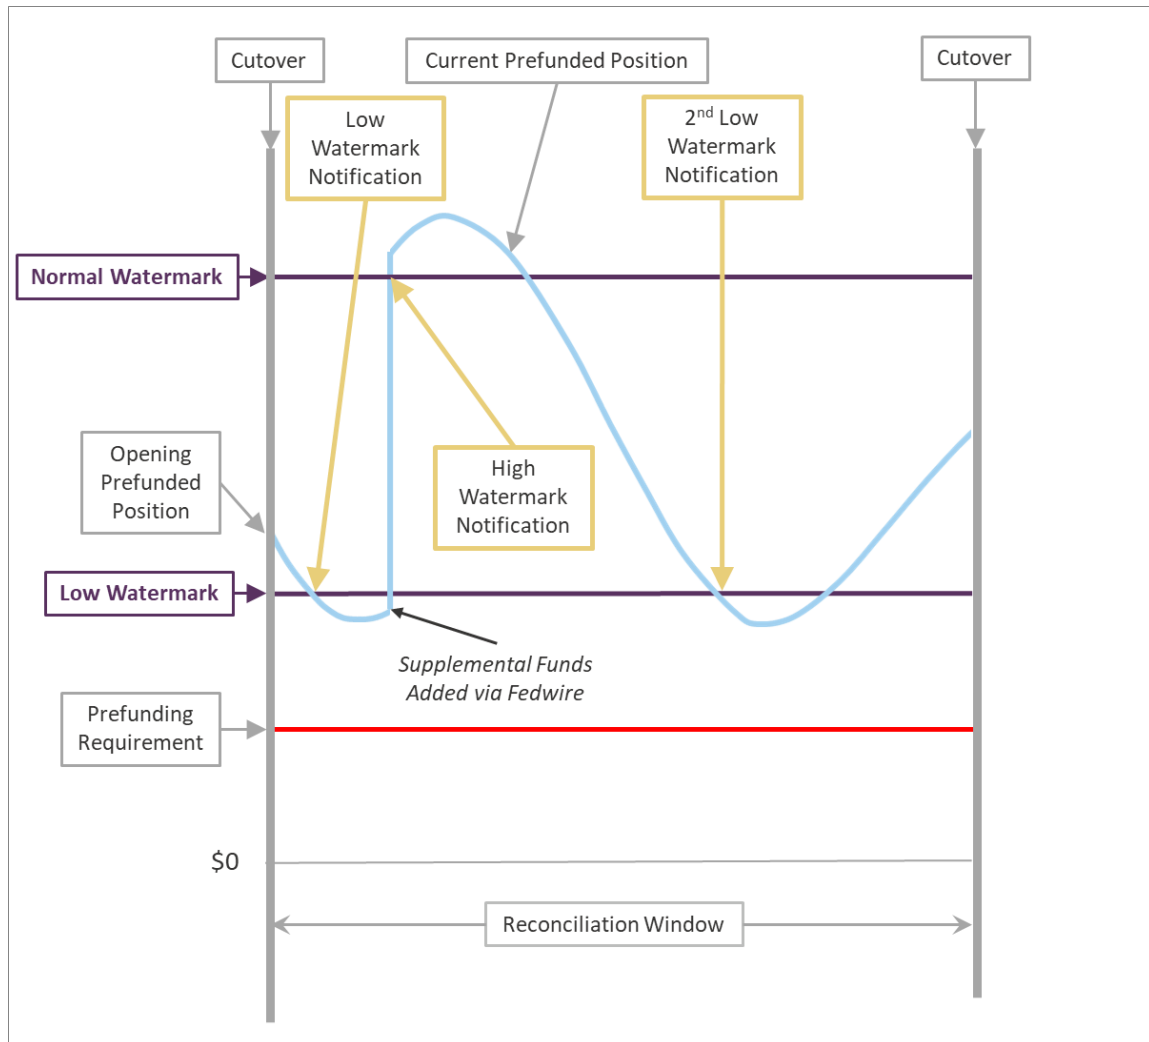 Cutover
Current Prefunded Position
Cutover
Low
Watermark
Notification
2nd Low
Watermark
Notification
Normal Watermark
Opening
Prefunded
Position
High
Watermark
Notification
Low Watermark
Supplemental Funds
Added via Fedwire
Prefunding
Requirement
$0
Reconciliation Window